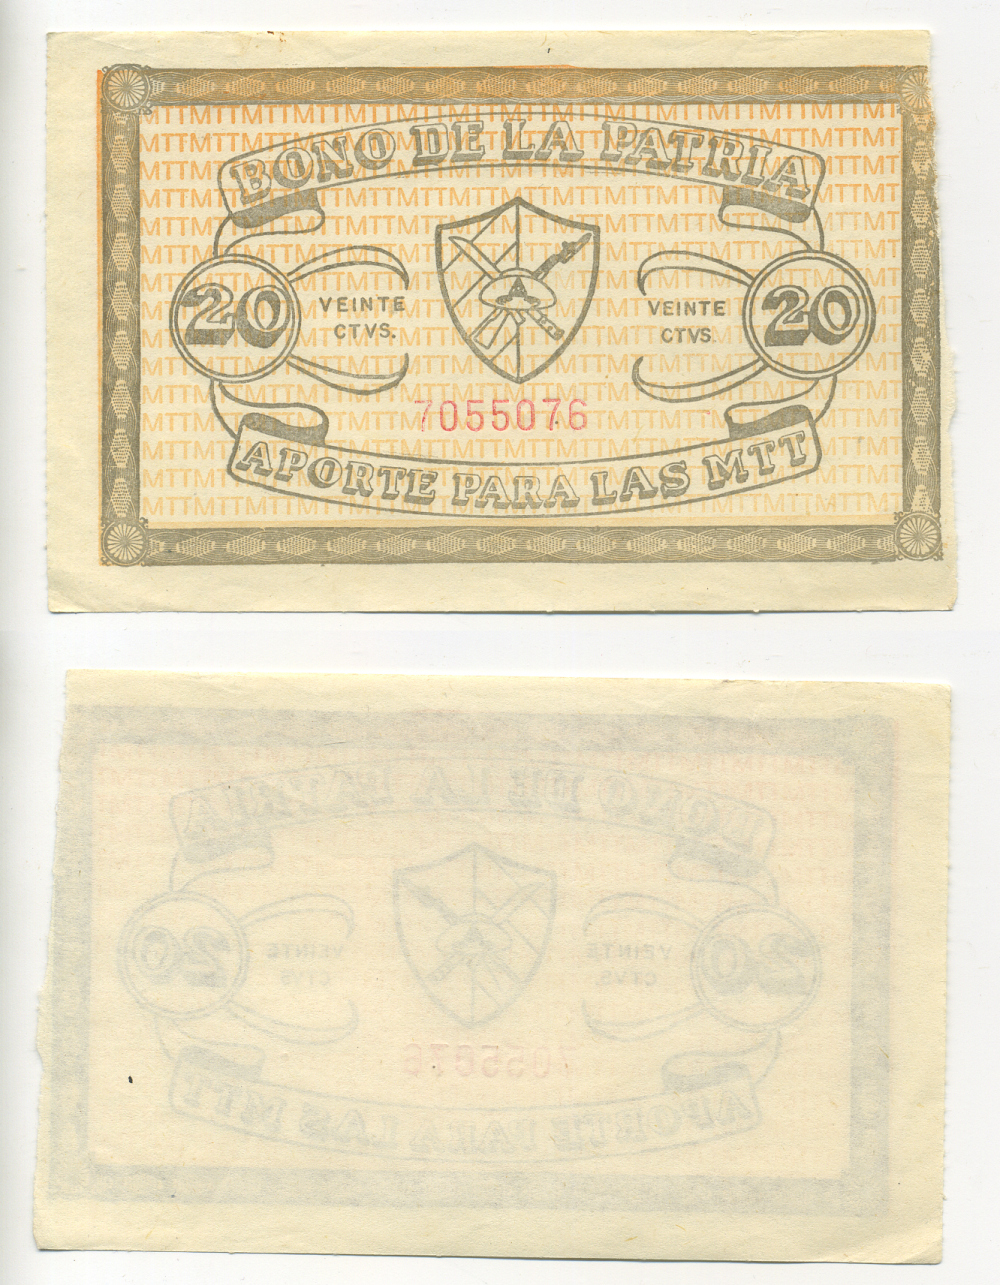 BONO DE LA PATRIA
20 VEINTE CTVS.
VEINTE CTVS. 20
7055076
APORTE PARA LAS MTT